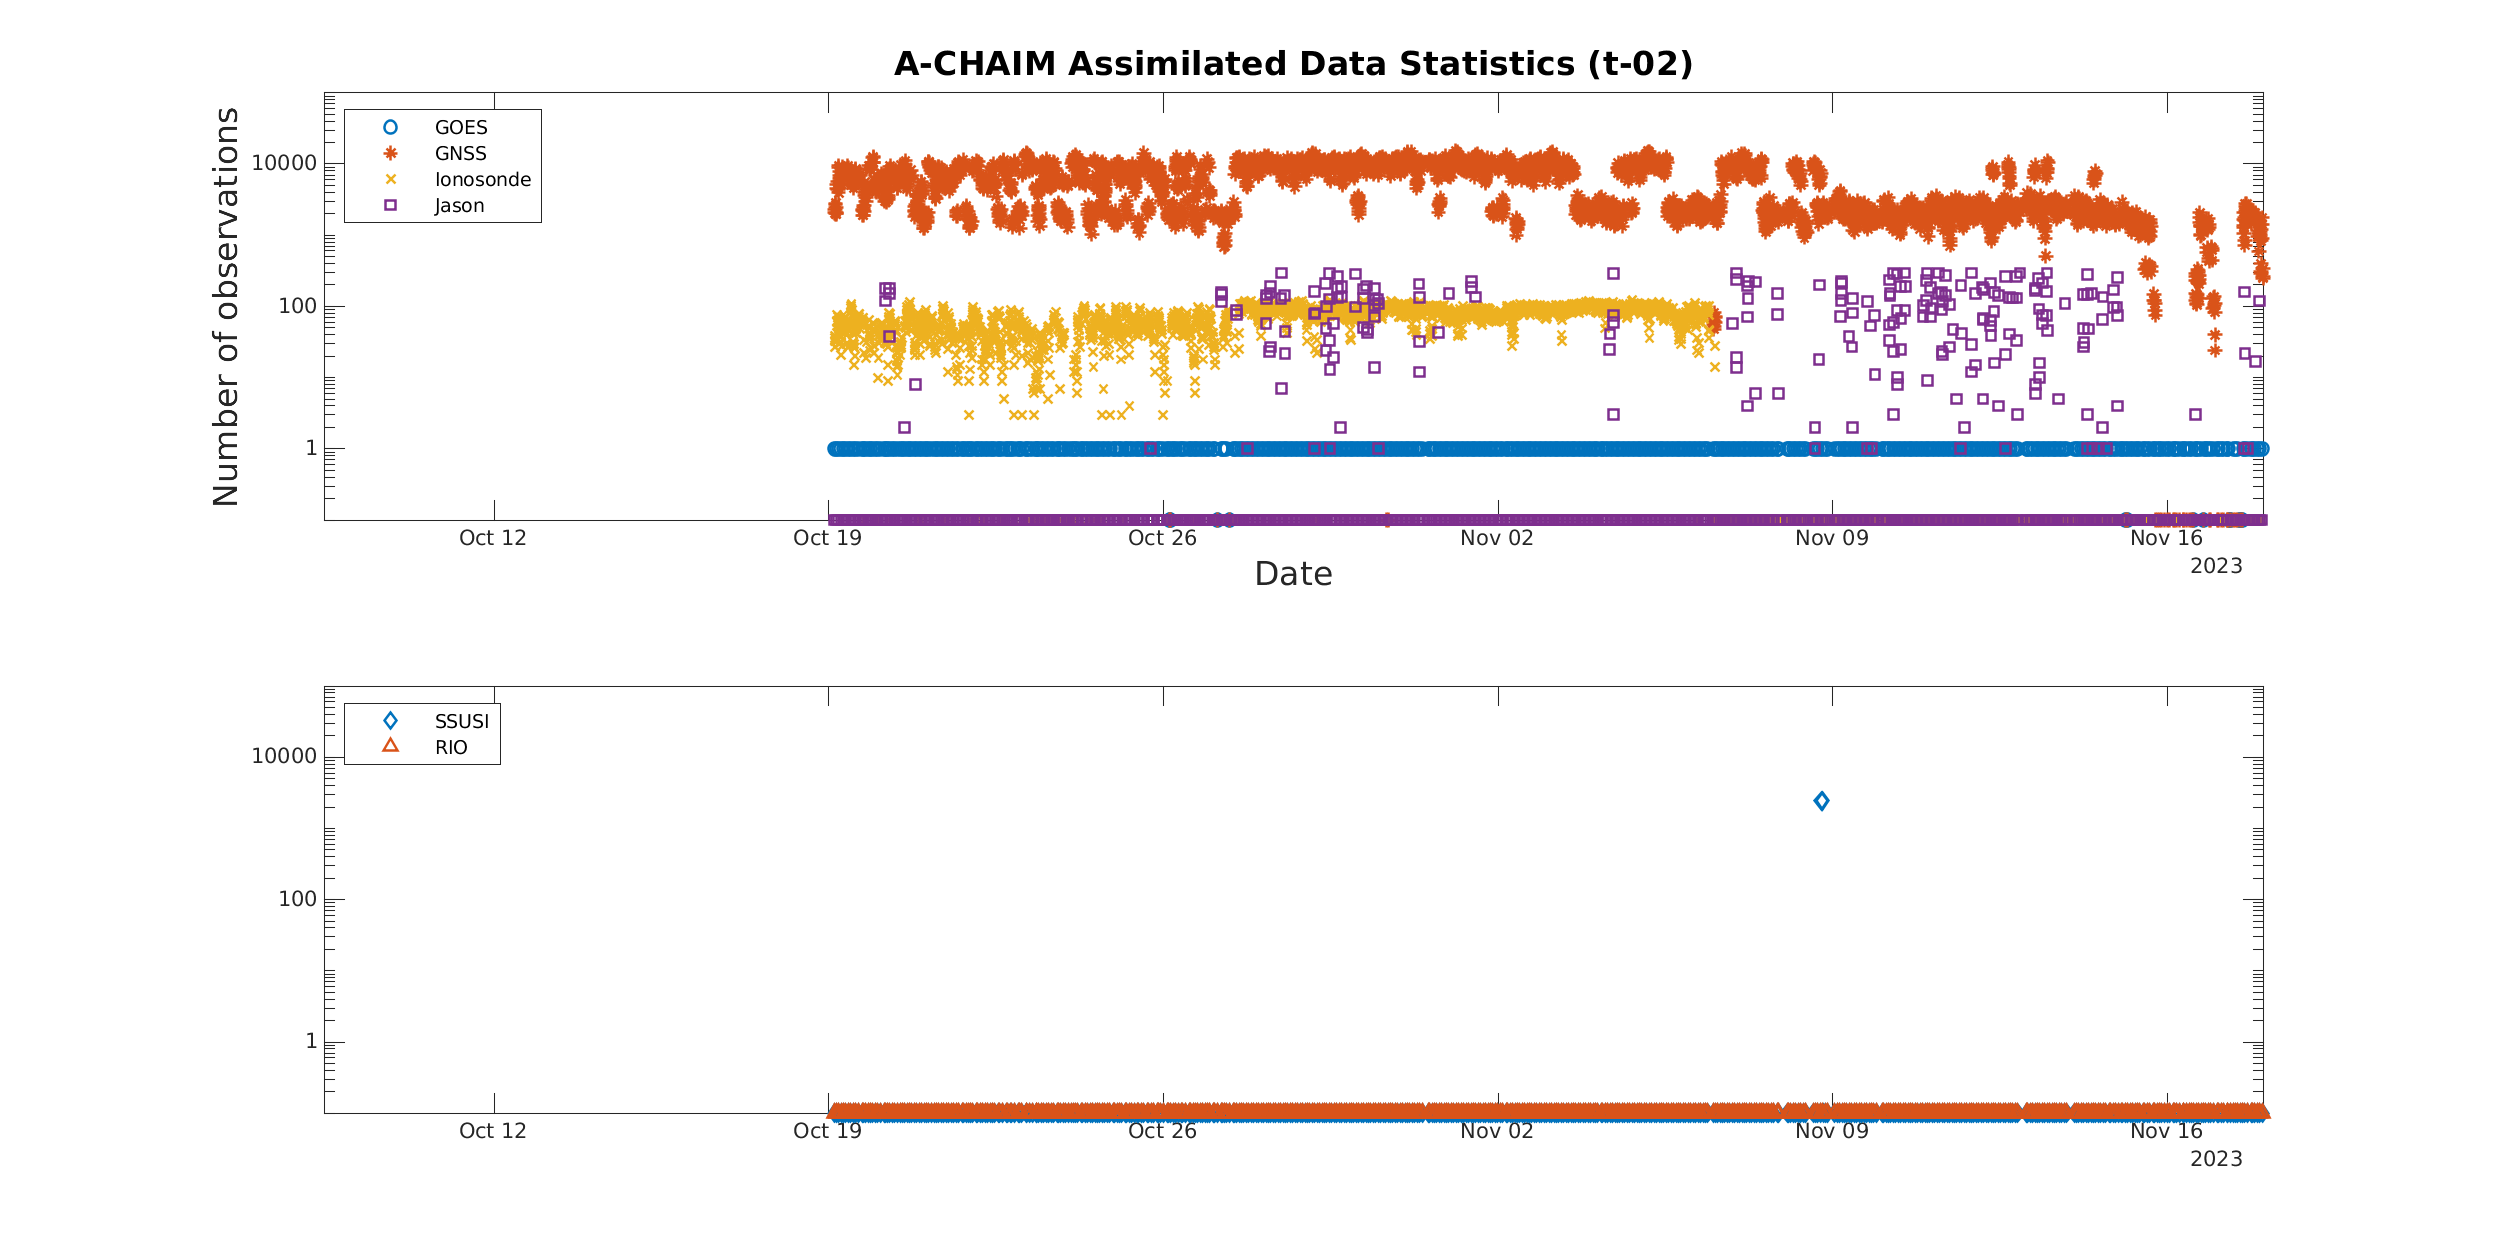 A-CHAIM Assimilated Data Statistics (t-02)
Number of observations
10000
100
1
GOES
GNSS
Ionosonde
Jason
Oct 12 Oct 19 Oct 26 Nov 02 Nov 09 Nov 16
2023
Date
10000
100
1
SSUSI
RIO
Oct 12 Oct 19 Oct 26 Nov 02 Nov 09 Nov 16
2023